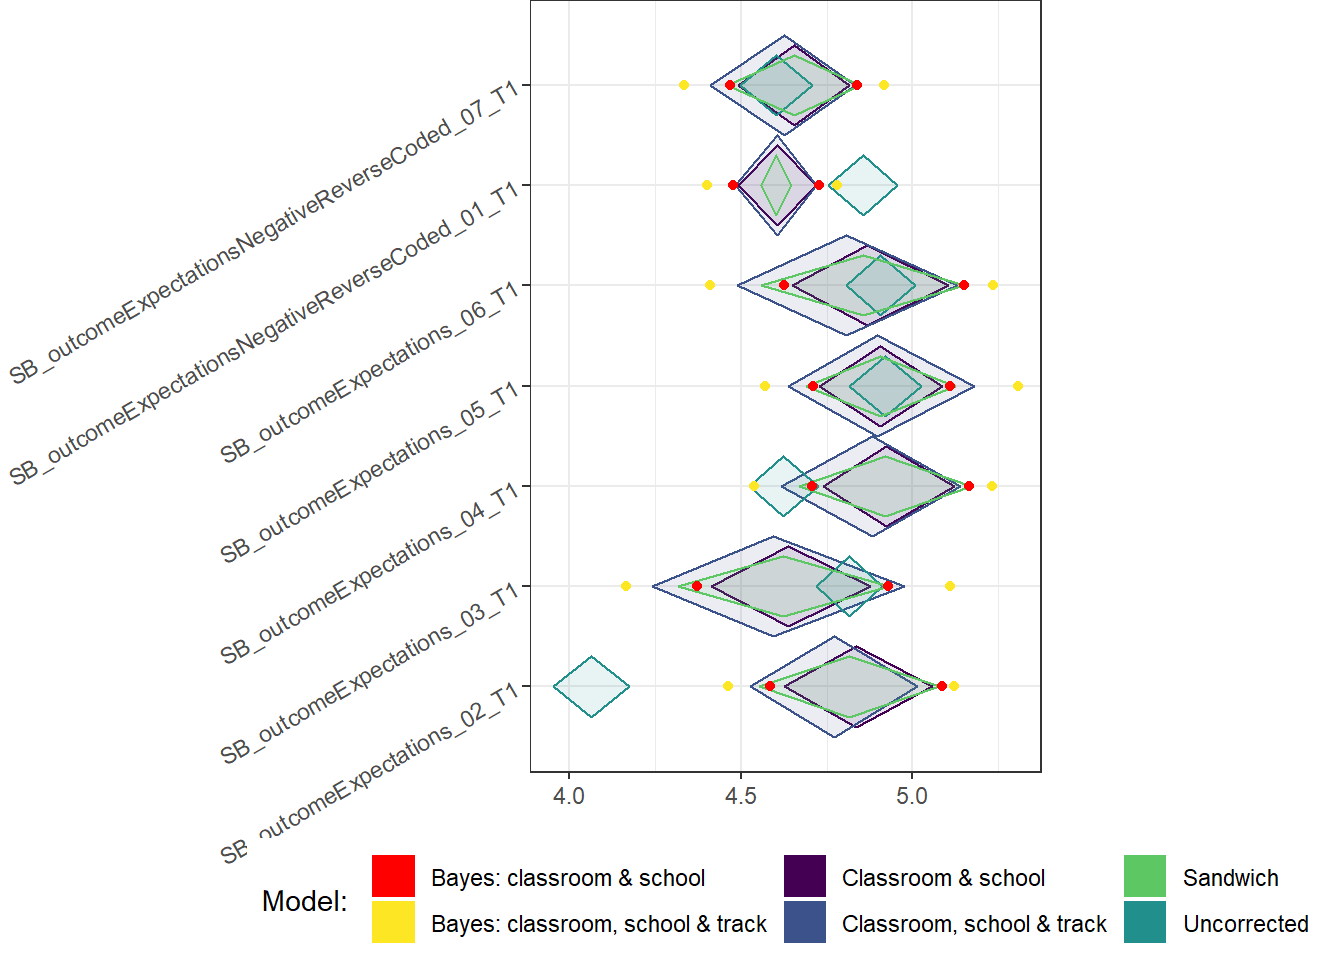 SB_outcomeExpectationsNegativeReverseCoded_07_T1
SB_outcomeExpectationsNegativeReverseCoded_01_T1
SB_outcomeExpectations_06_T1
SB_outcomeExpectations_05_T1
SB_outcomeExpectations_04_T1
SB_outcomeExpectations_03_T1
SB_outcomeExpectations_02_T1
4.0 4.5 5.0
Model:
Bayes: classroom & school Classroom & school Sandwich
Bayes: classroom, school & track Classroom, school & track Uncorrected